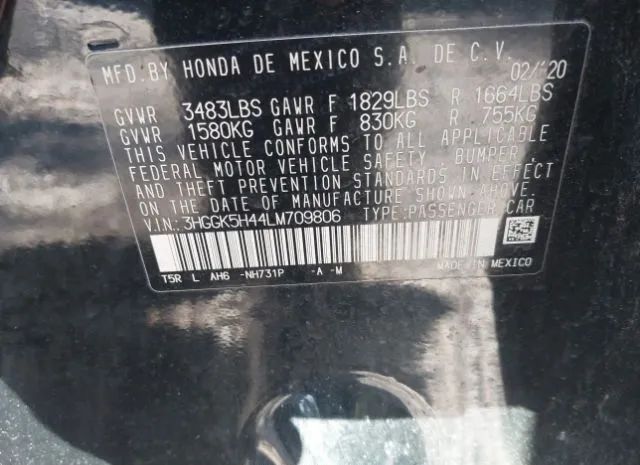 MFD.BY HONDA DE MEXICO S.A. DE C.V.
02/'20
GVWR 3483LBS GAWR F 1829LBS R 1664LBS
GVWR 1580KG GAWR F 830KG R 755KG
THIS VEHICLE CONFORMS TO ALL APPLICABLE
FEDERAL MOTOR VEHICLE SAFETY , BUMPER ,
AND THEFT PREVENTION STANDARDS IN EFFECT
ON THE DATE OF MANUFACTURE SHOWN ABOVE.
V.I.N.: 3HGGK5H44LM709806 TYPE:PASSENGER CAR
T5R L AH6 -NH731P -A -M MADE IN MEXICO